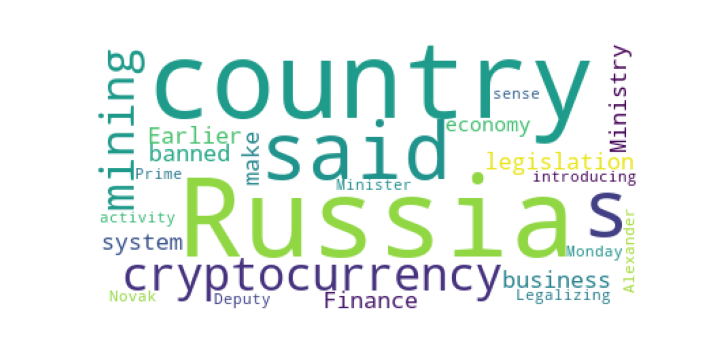 country
mining
Ministry
sense
economy
Earlier
said
make
banned
legislation
Prime
introducing
Minister
Russia
s
activity
Alexander
system
Monday
cryptocurrency
business
Novak
Deputy
Finance
Legalizing